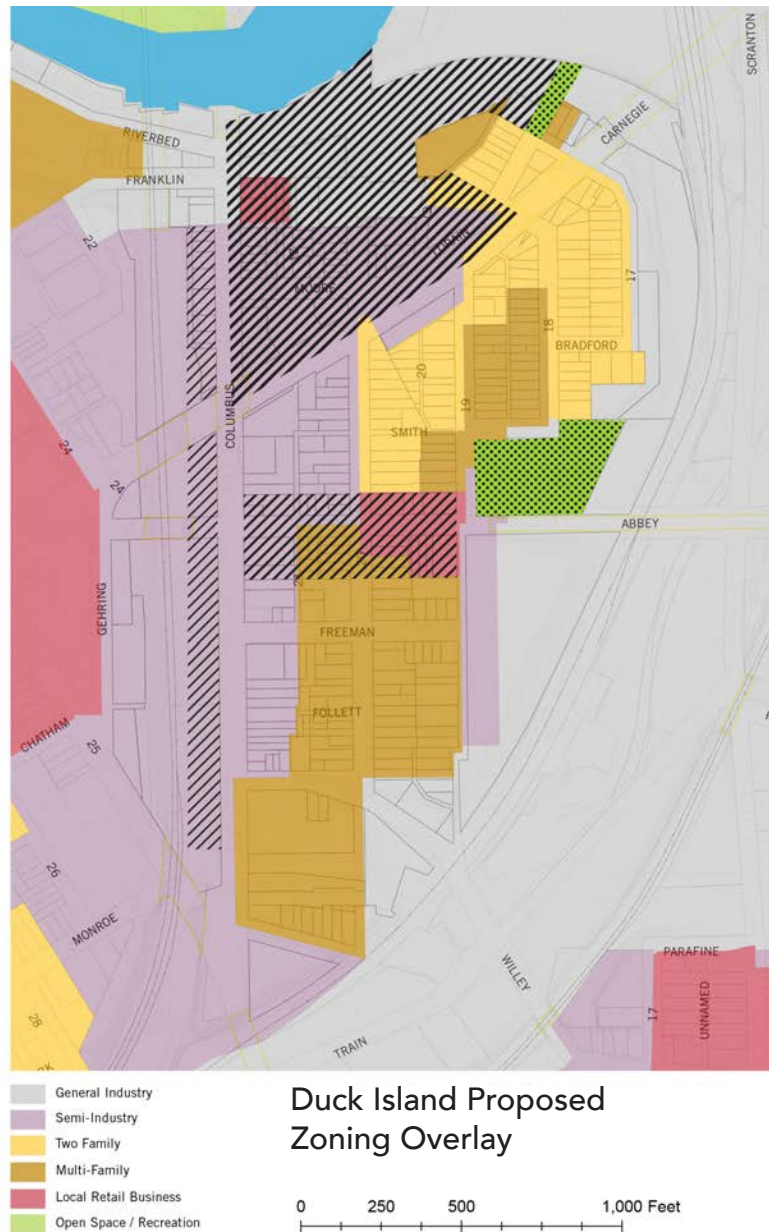 SCRANTON
CARNEGIE
RIVERBED
FRANKLIN
22
17
MOORE
18
BRADFORD
20
19
COLUMBUS
SMITH
24
24
ABBEY
GEHRING
FREEMAN
FOLLETT
CHATHAM
25
26
MONROE
PARAFINE
WILLEY
17
UNNAMED
28
TRAIN
General Industry
Semi-Industry
Two Family
Multi-Family
Local Retail Business
Open Space / Recreation
Duck Island Proposed
Zoning Overlay
0 250 500 1,000 Feet